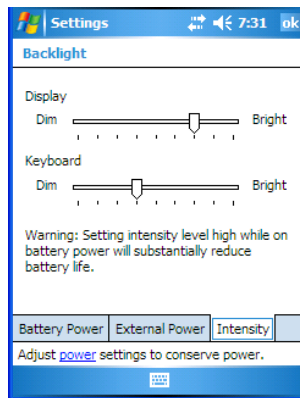 Settings 7:31 ok
Backlight
Display
Dim Bright
Keyboard
Dim Bright
Warning: Setting intensity level high while on
battery power will substantially reduce
battery life.
Battery Power External Power Intensity
Adjust power settings to conserve power.